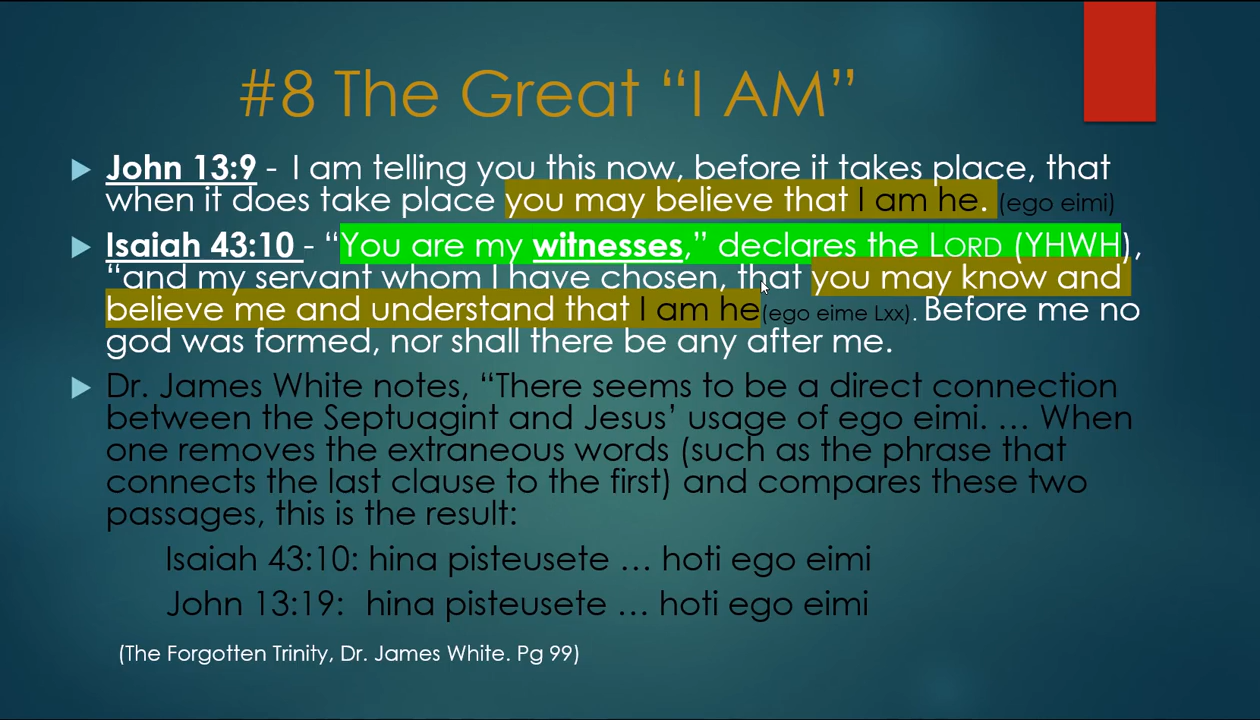 #8 The Great “I AM”
John 13:9 - I am telling you this now, before it takes place, that
when it does take place you may believe that I am he. (ego eimi)
Isaiah 43:10 - “You are my witnesses,” declares the LORD (YHWH),
“and my servant whom I have chosen, that you may know and
believe me and understand that I am he(ego eime Lxx). Before me no
god was formed, nor shall there be any after me.
Dr. James White notes, “There seems to be a direct connection
between the Septuagint and Jesus’ usage of ego eimi. … When
one removes the extraneous words (such as the phrase that
connects the last clause to the first) and compares these two
passages, this is the result:
Isaiah 43:10: hina pisteusete … hoti ego eimi
John 13:19: hina pisteusete … hoti ego eimi
(The Forgotten Trinity, Dr. James White. Pg 99)